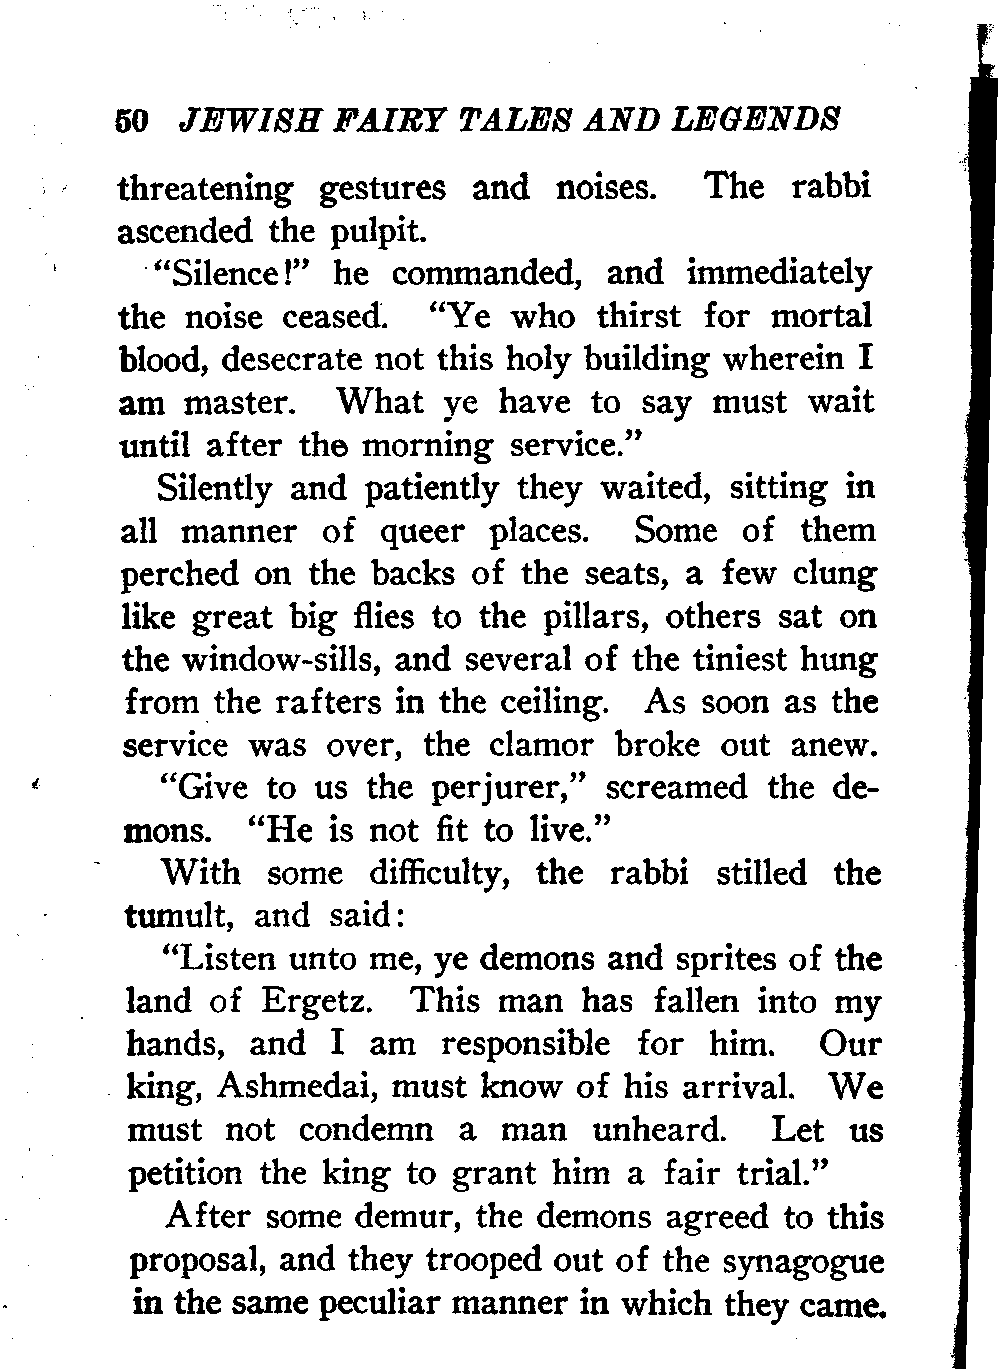 50 JEWISH FAIRY TALES AND LEGENDS
threatening gestures and noises. The rabbi
ascended the pulpit.
“Silence!” he commanded, and immediately
the noise ceased. “Ye who thirst for mortal
blood, desecrate not this holy building wherein I
am master. What ye have to say must wait
until after the morning service.”
Silently and patiently they waited, sitting in
all manner of queer places. Some of them
perched on the backs of the seats, a few clung
like great big flies to the pillars, others sat on
the window-sills, and several of the tiniest hung
from the rafters in the ceiling. As soon as the
service was over, the clamor broke out anew.
“Give to us the perjurer,” screamed the de-
mons. “He is not fit to live.”
With some difficulty, the rabbi stilled the
tumult, and said:
“Listen unto me, ye demons and sprites of the
land of Ergetz. This man has fallen into my
hands, and I am responsible for him. Our
king, Ashmedai, must know of his arrival. We
must not condemn a man unheard. Let us
petition the king to grant him a fair trial.”
After some demur, the demons agreed to this
proposal, and they trooped out of the synagogue
in the same peculiar manner in which they came.